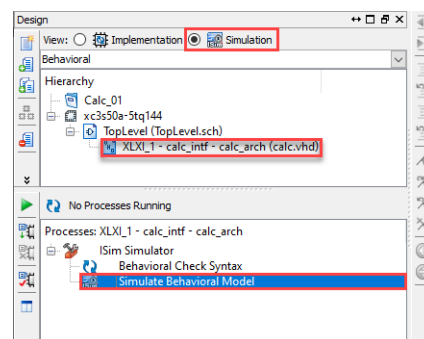 Design
View: Implementation Simulation
Behavioral
Hierarchy
Calc_01
xc3s50a-5tq144
TopLevel (TopLevel.sch)
XLXI_1 - calc_intf - calc_arch (calc.vhd)
No Processes Running
Processes: XLXI_1 - calc_intf - calc_arch
ISim Simulator
Behavioral Check Syntax
Simulate Behavioral Model